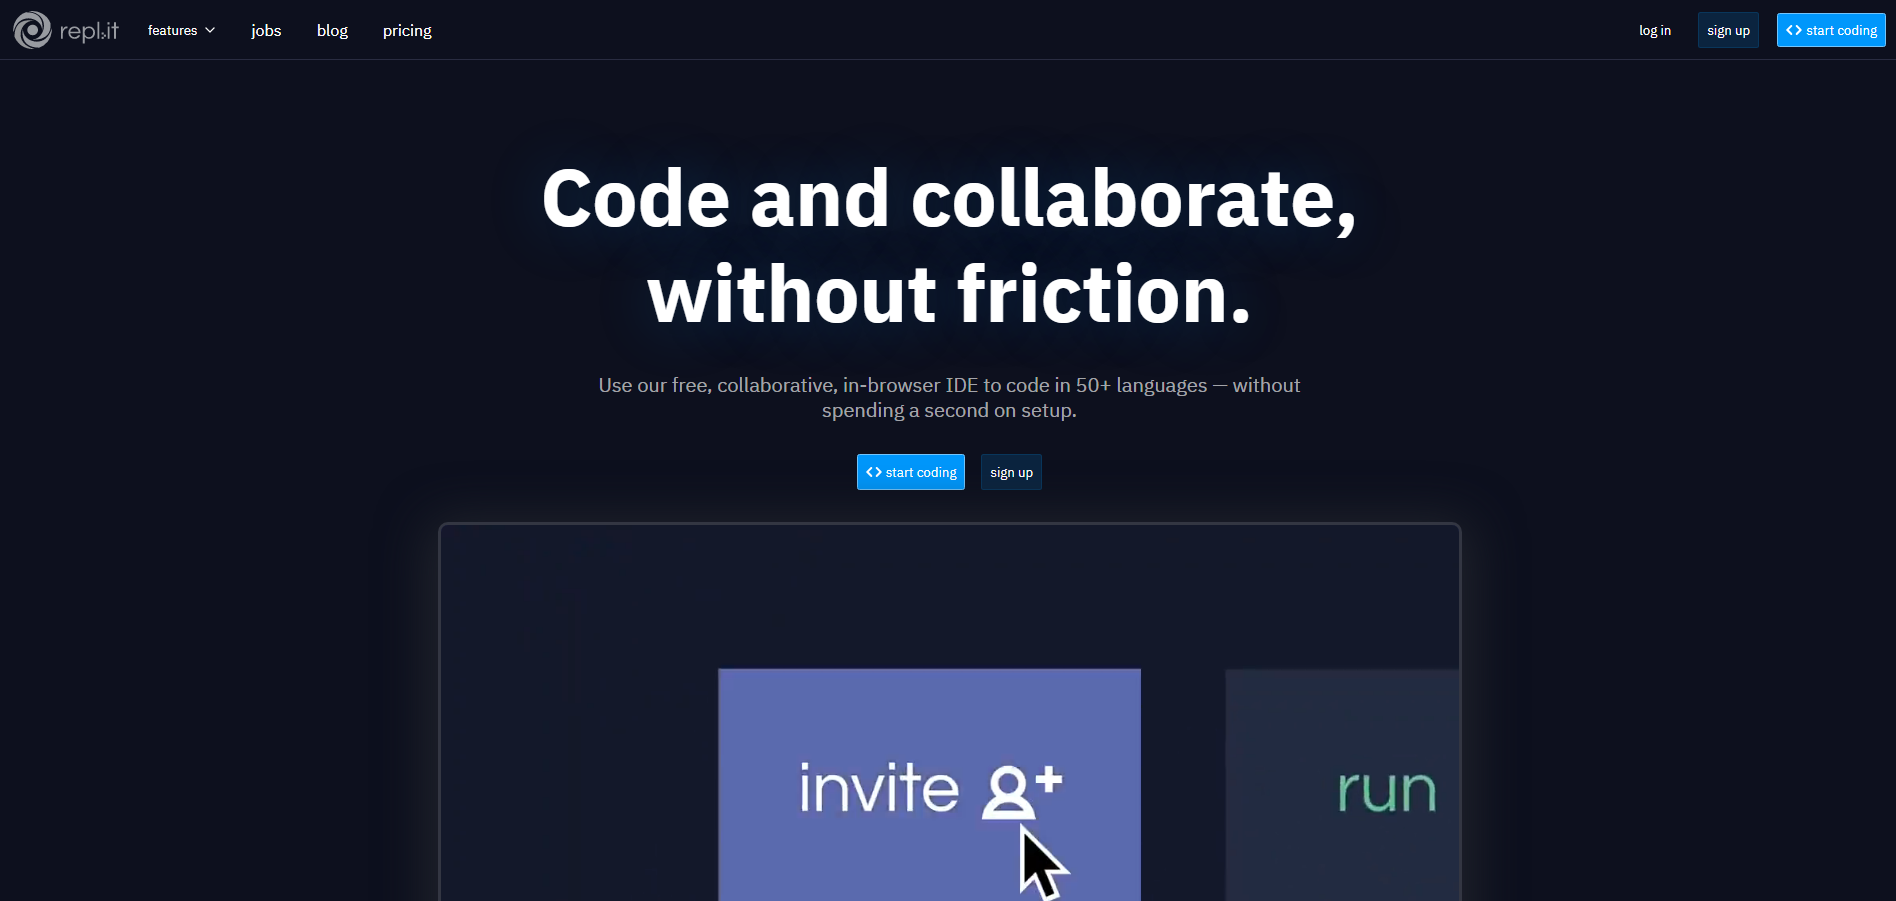 repl.it
features
jobs
blog
pricing
log in
sign up
<> start coding
Code and collaborate,
without friction.
Use our free, collaborative, in-browser IDE to code in 50+ languages — without
spending a second on setup.
<> start coding
sign up
invite
run